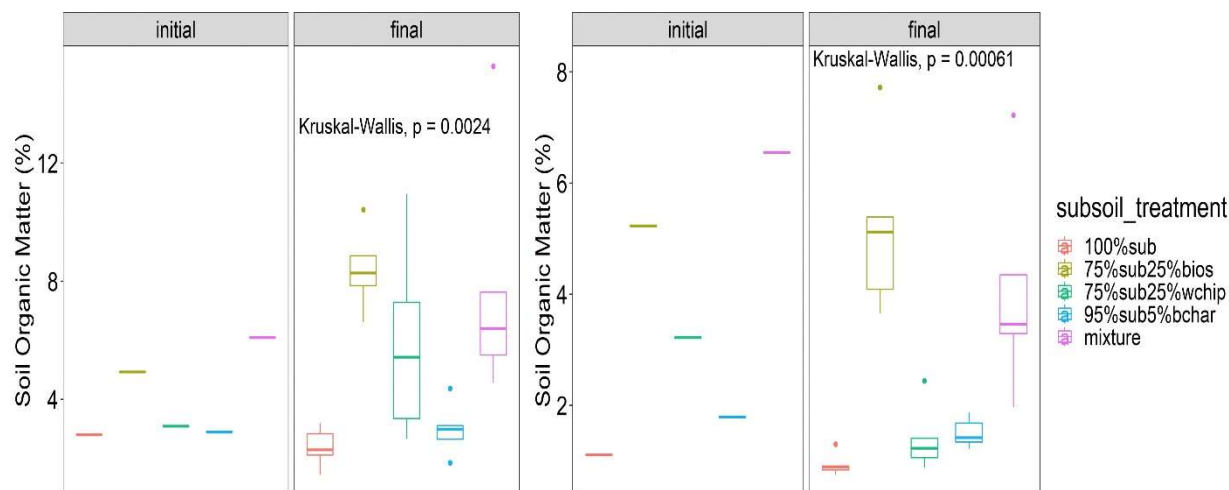 initial
final
Kruskal-Wallis, p = 0.0024
Soil Organic Matter (%)
12
8
4
initial
final
Kruskal-Wallis, p = 0.00061
Soil Organic Matter (%)
8
6
4
2
subsoil_treatment
a 100%sub
a 75%sub25%bios
a 75%sub25%wchip
a 95%sub5%bchar
a mixture